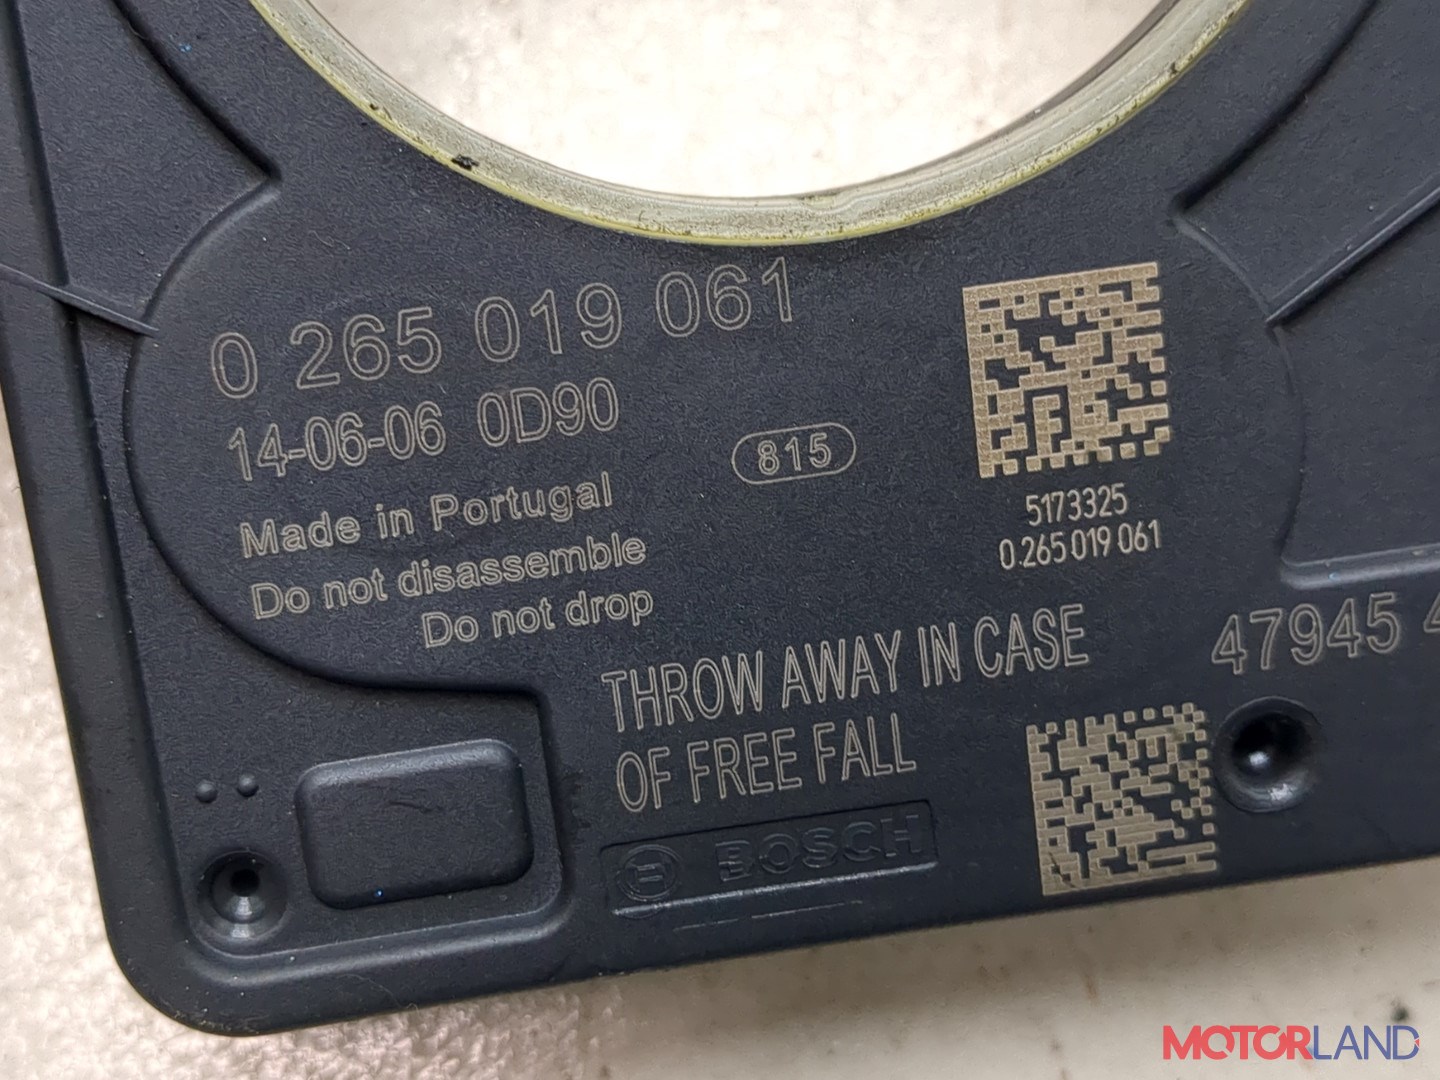 0 265 019 061
14-06-06 0D90
815
Made in Portugal
Do not disassemble
Do not drop
5173325
0 265 019 061
THROW AWAY IN CASE
OF FREE FALL
47945 4
BOSCH
MOTORLAND